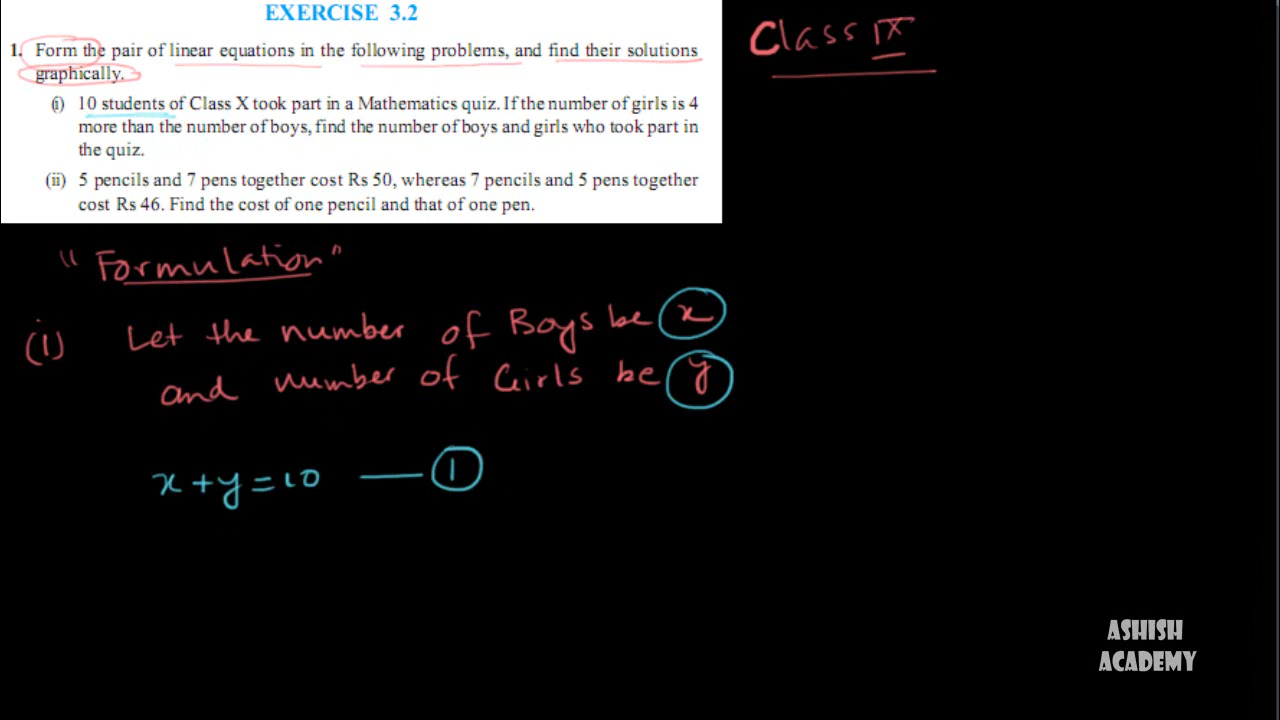 EXERCISE 3.2
Class IX
1. Form the pair of linear equations in the following problems, and find their solutions
graphically.
(i) 10 students of Class X took part in a Mathematics quiz. If the number of girls is 4
more than the number of boys, find the number of boys and girls who took part in
the quiz.
(ii) 5 pencils and 7 pens together cost Rs 50, whereas 7 pencils and 5 pens together
cost Rs 46. Find the cost of one pencil and that of one pen.
"Formulation"
(i) Let the number of Boys be x
and number of Girls be y
x+y=10 — 1
ASHISH
ACADEMY